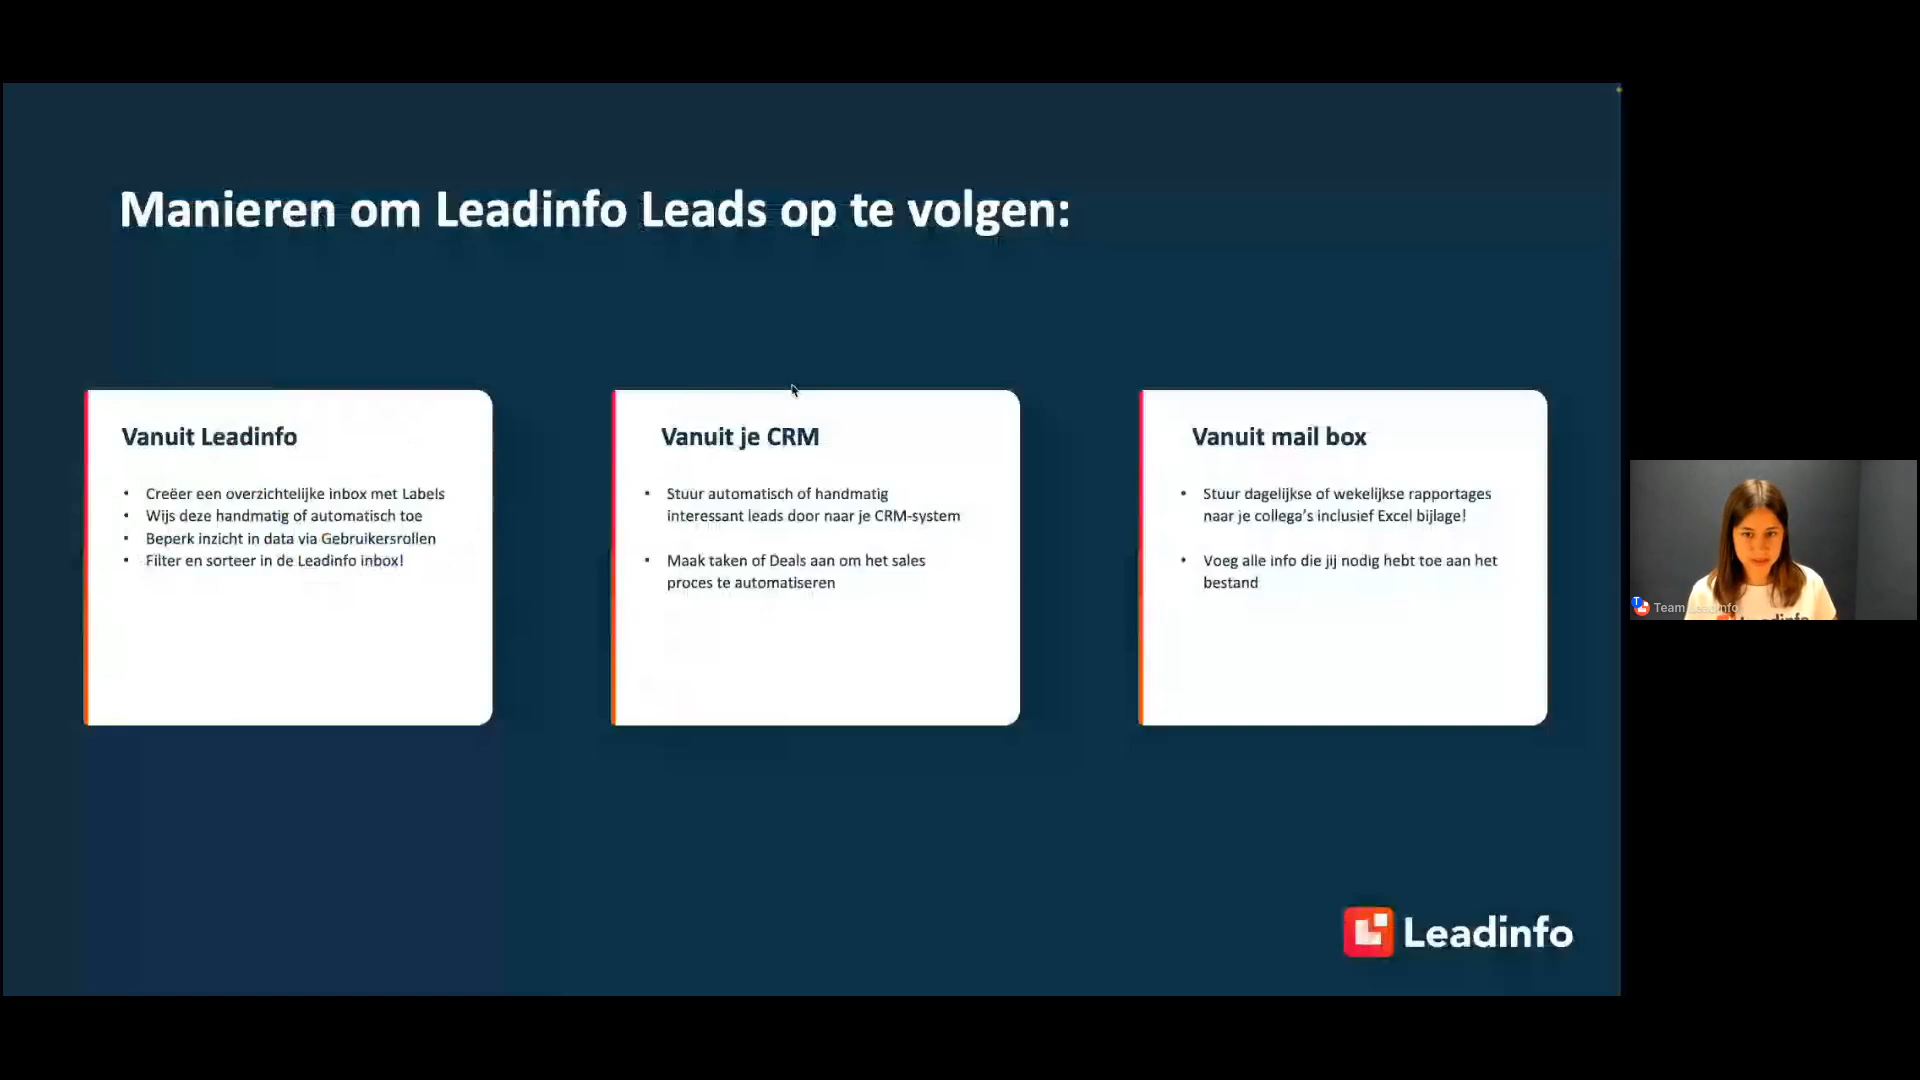 Manieren om Leadinfo Leads op te volgen:
Vanuit Leadinfo
• Creëer een overzichtelijke inbox met Labels
• Wijs deze handmatig of automatisch toe
• Beperk inzicht in data via Gebruikersrollen
• Filter en sorteer in de Leadinfo inbox!
Vanuit je CRM
• Stuur automatisch of handmatig
interessant leads door naar je CRM-system
• Maak taken of Deals aan om het sales
proces te automatiseren
Vanuit mail box
• Stuur dagelijkse of wekelijkse rapportages
naar je collega's inclusief Excel bijlage!
• Voeg alle info die jij nodig hebt toe aan het
bestand
T
Team Leadinfo
Leadinfo